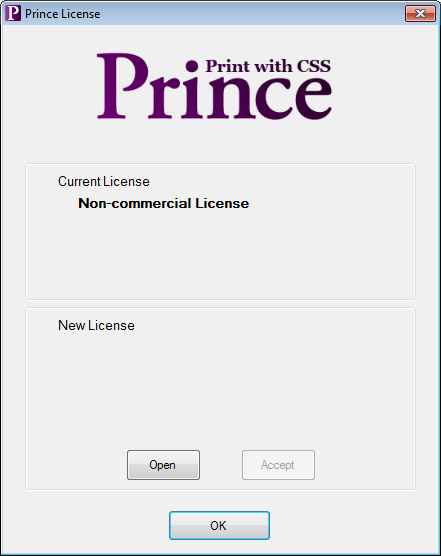 Prince License
Print with CSS
Prince
Current License
Non-commercial License
New License
Open
Accept
OK